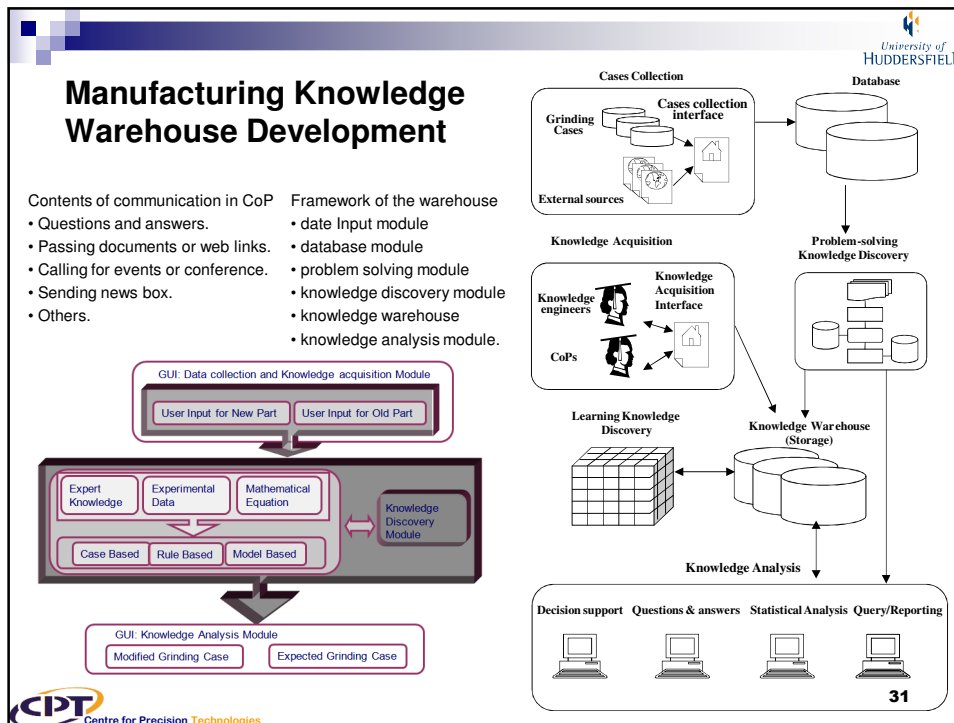 University of
HUDDERSFIELD
Manufacturing Knowledge
Warehouse Development
Contents of communication in CoP
• Questions and answers.
• Passing documents or web links.
• Calling for events or conference.
• Sending news box.
• Others.
Framework of the warehouse
• date Input module
• database module
• problem solving module
• knowledge discovery module
• knowledge warehouse
• knowledge analysis module.
GUI: Data collection and Knowledge acquisition Module
User Input for New Part
User Input for Old Part
Expert
Knowledge
Experimental
Data
Mathematical
Equation
Knowledge
Discovery
Module
Case Based
Rule Based
Model Based
GUI: Knowledge Analysis Module
Modified Grinding Case
Expected Grinding Case
Cases Collection
Database
Grinding
Cases
Cases collection
interface
External sources
Knowledge Acquisition
Problem-solving
Knowledge Discovery
Knowledge
engineers
Knowledge
Acquisition
Interface
CoPs
Learning Knowledge
Discovery
Knowledge Warehouse
(Storage)
Knowledge Analysis
Decision support
Questions & answers
Statistical Analysis
Query/Reporting
31
CPT
Centre for Precision Technologies